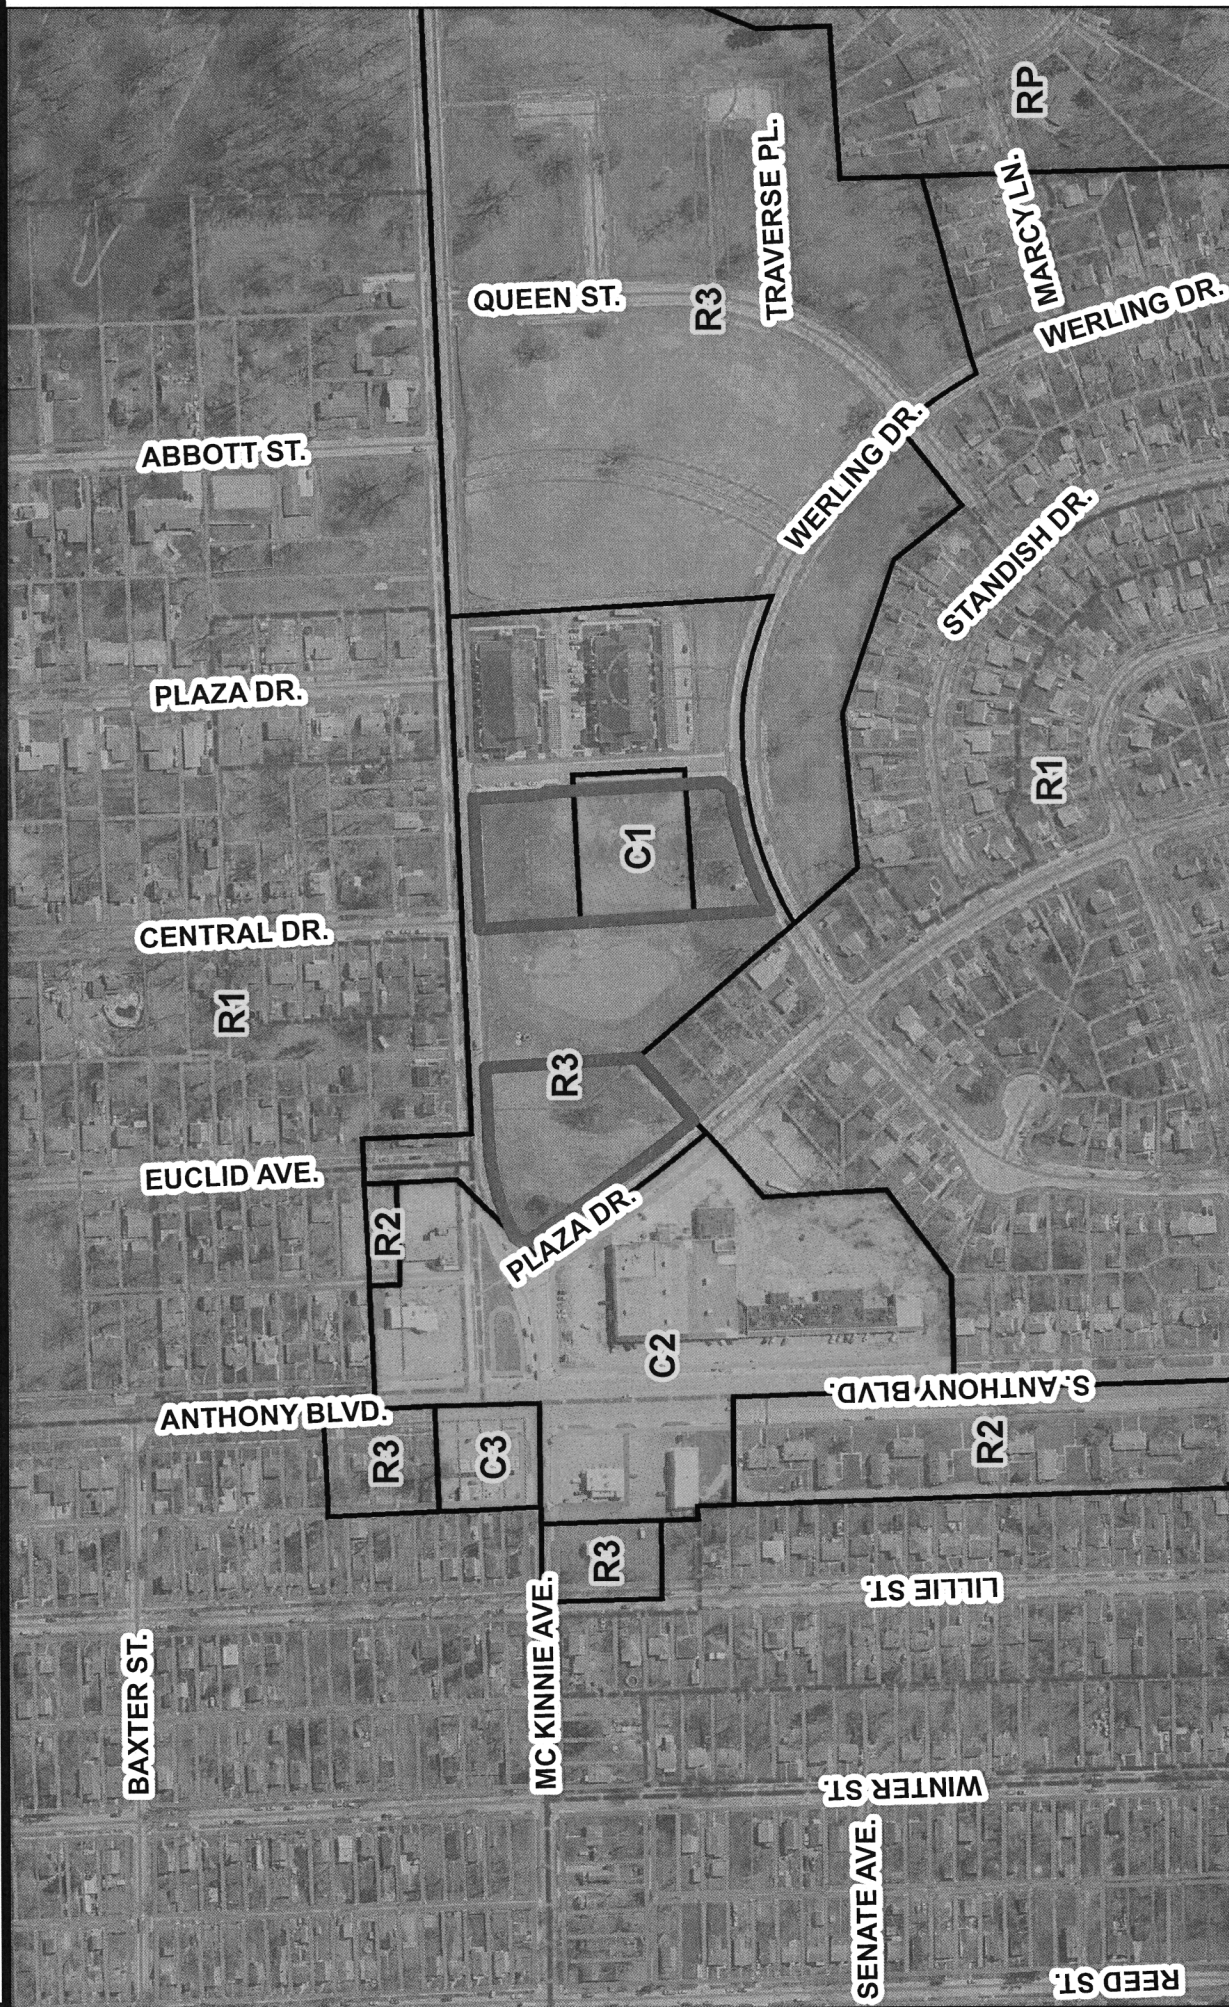 RP
MARCY LN.
TRAVERSE PL.
QUEEN ST.
R3
WERLING DR.
ABBOTT ST.
WERLING DR.
STANDISH DR.
PLAZA DR.
R1
C1
CENTRAL DR.
R1
R3
EUCLID AVE.
R2
PLAZA DR.
C2
S. ANTHONY BLVD.
ANTHONY BLVD.
R3
C3
R2
R3
LILLIE ST.
MC KINNIE AVE.
BAXTER ST.
WINTER ST.
SENATE AVE.
REED ST.